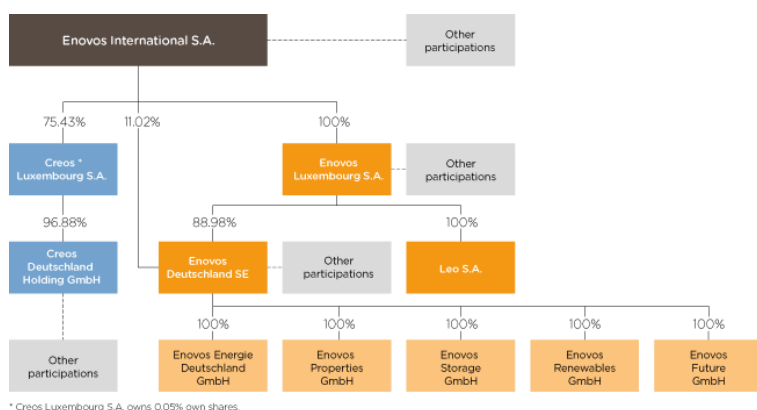 Enovos International S.A.
Other
participations
75.43%
11.02%
100%
Creos *
Luxembourg S.A.
Enovos
Luxembourg S.A.
Other
participations
96.88%
88.98%
100%
Creos
Deutschland
Holding GmbH
Enovos
Deutschland SE
Other
participations
Leo S.A.
100%
100%
100%
100%
100%
Other
participations
Enovos Energie
Deutschland
GmbH
Enovos
Properties
GmbH
Enovos
Storage
GmbH
Enovos
Renewables
GmbH
Enovos
Future
GmbH
* Creos Luxembourg S.A. owns 0.05% own shares.